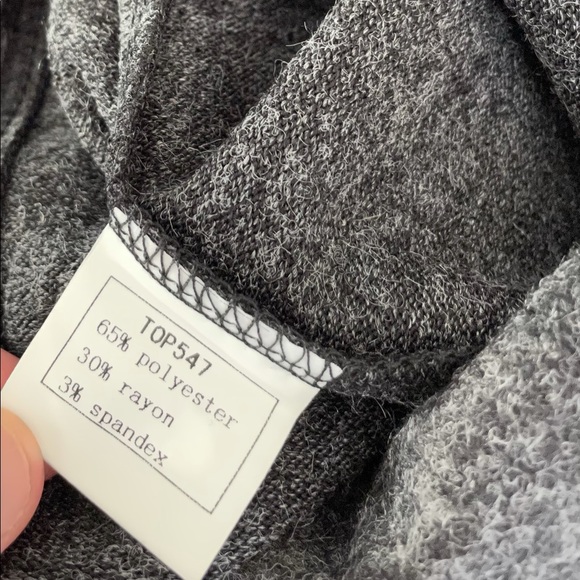 TOP547
65% polyester
30% rayon
3% spandex